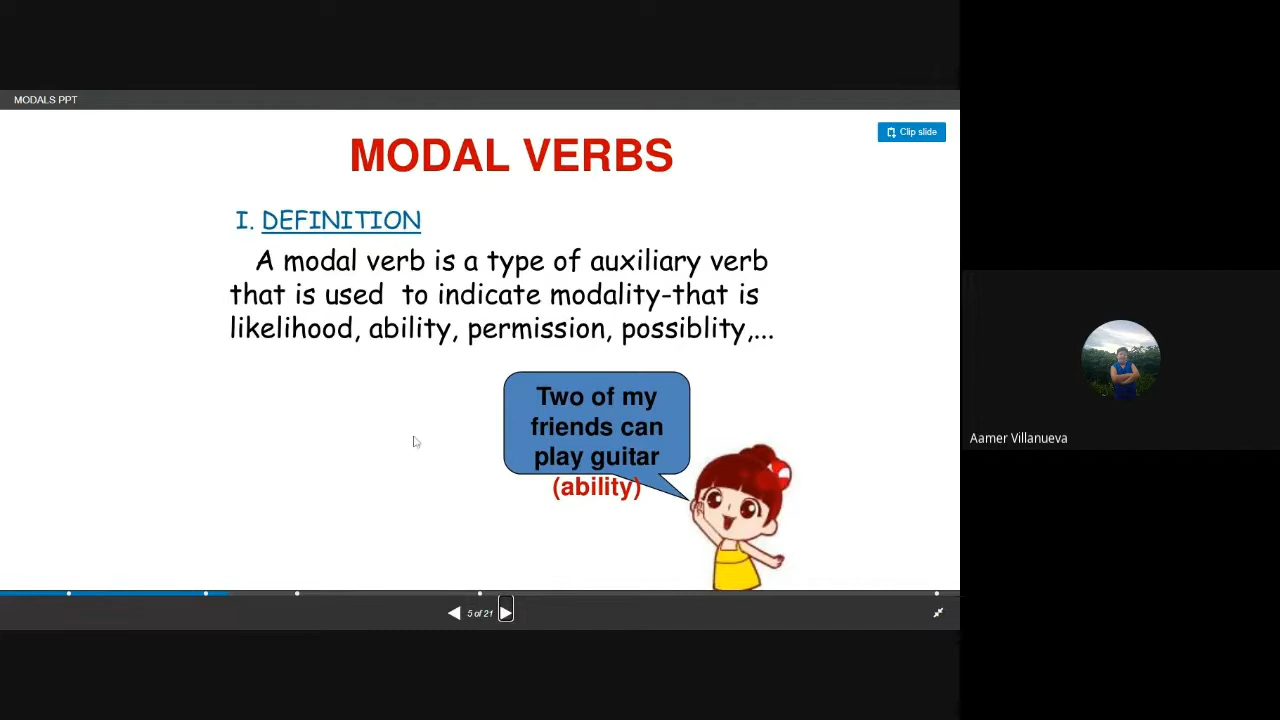 MODALS PPT
Clip slide
MODAL VERBS
I. DEFINITION
A modal verb is a type of auxiliary verb
that is used to indicate modality-that is
likelihood, ability, permission, possiblity,...
Two of my
friends can
play guitar
(ability)
5 of 21
Aamer Villanueva